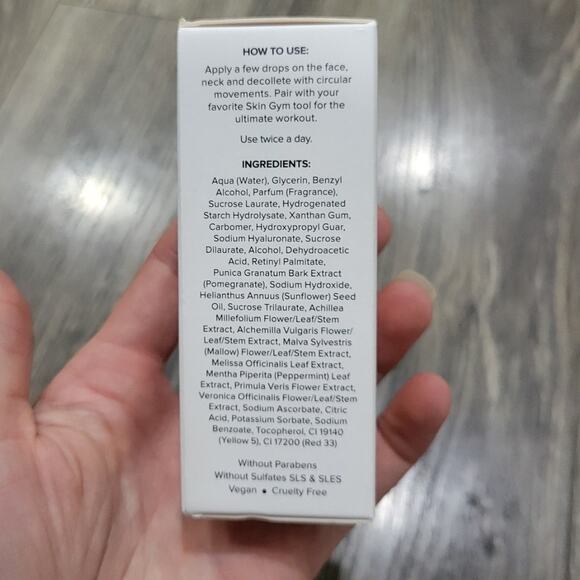 HOW TO USE:
Apply a few drops on the face,
neck and decollete with circular
movements. Pair with your
favorite Skin Gym tool for the
ultimate workout.
Use twice a day.
INGREDIENTS:
Aqua (Water), Glycerin, Benzyl
Alcohol, Parfum (Fragrance),
Sucrose Laurate, Hydrogenated
Starch Hydrolysate, Xanthan Gum,
Carbomer, Hydroxypropyl Guar,
Sodium Hyaluronate, Sucrose
Dilaurate, Alcohol, Dehydroacetic
Acid, Retinyl Palmitate,
Punica Granatum Bark Extract
(Pomegranate), Sodium Hydroxide,
Helianthus Annuus (Sunflower) Seed
Oil, Sucrose Trilaurate, Achillea
Millefolium Flower/Leaf/Stem
Extract, Alchemilla Vulgaris Flower/
Leaf/Stem Extract, Malva Sylvestris
(Mallow) Flower/Leaf/Stem Extract,
Melissa Officinalis Leaf Extract,
Mentha Piperita (Peppermint) Leaf
Extract, Primula Veris Flower Extract,
Veronica Officinalis Flower/Leaf/Stem
Extract, Sodium Ascorbate, Citric
Acid, Potassium Sorbate, Sodium
Benzoate, Tocopherol, CI 19140
(Yellow 5), CI 17200 (Red 33)
Without Parabens
Without Sulfates SLS & SLES
Vegan • Cruelty Free